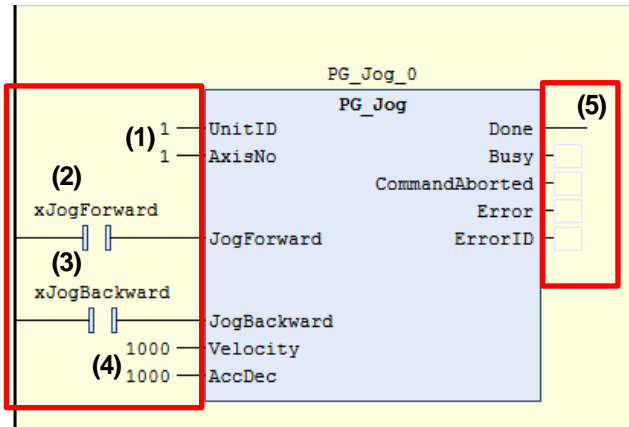 PG_Jog_0
PG_Jog
(5)
(1) 1 UnitID Done
1 AxisNo Busy
(2) CommandAborted
xJogForward Error
JogForward ErrorID
(3)
xJogBackward
JogBackward
1000 Velocity
(4) 1000 AccDec